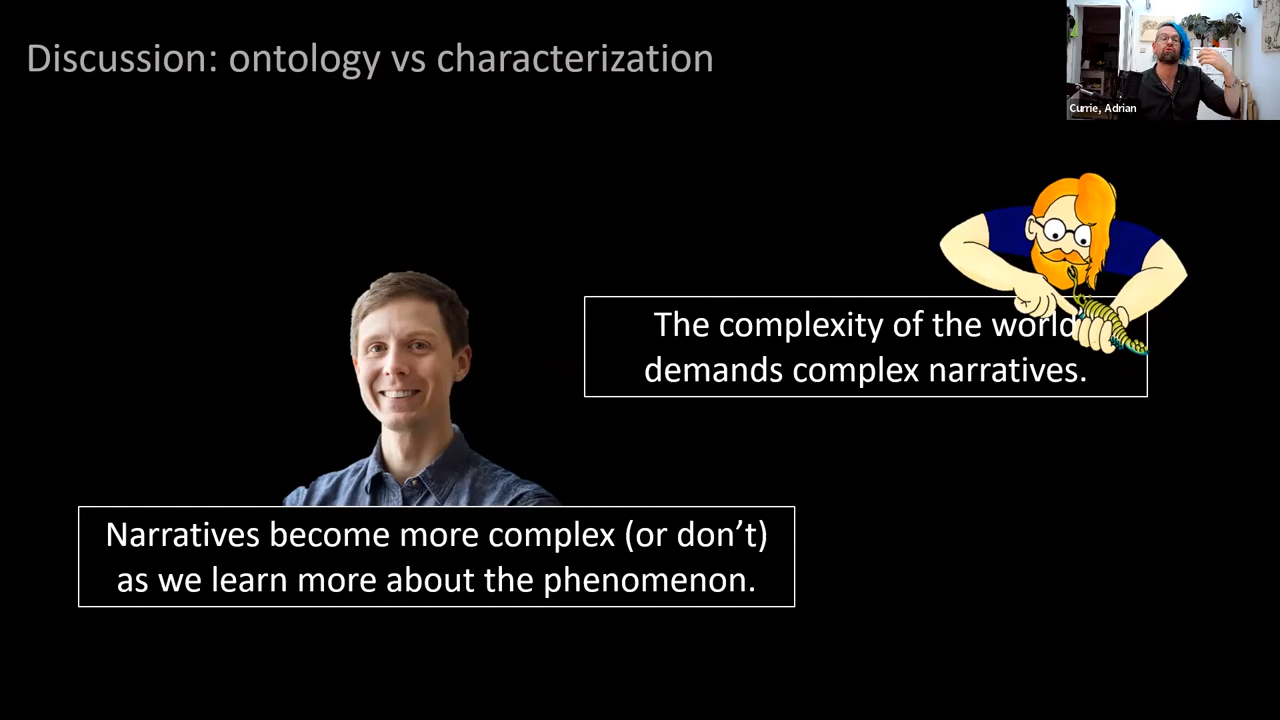 Discussion: ontology vs characterization
Currie, Adrian
The complexity of the world
demands complex narratives.
Narratives become more complex (or don’t)
as we learn more about the phenomenon.